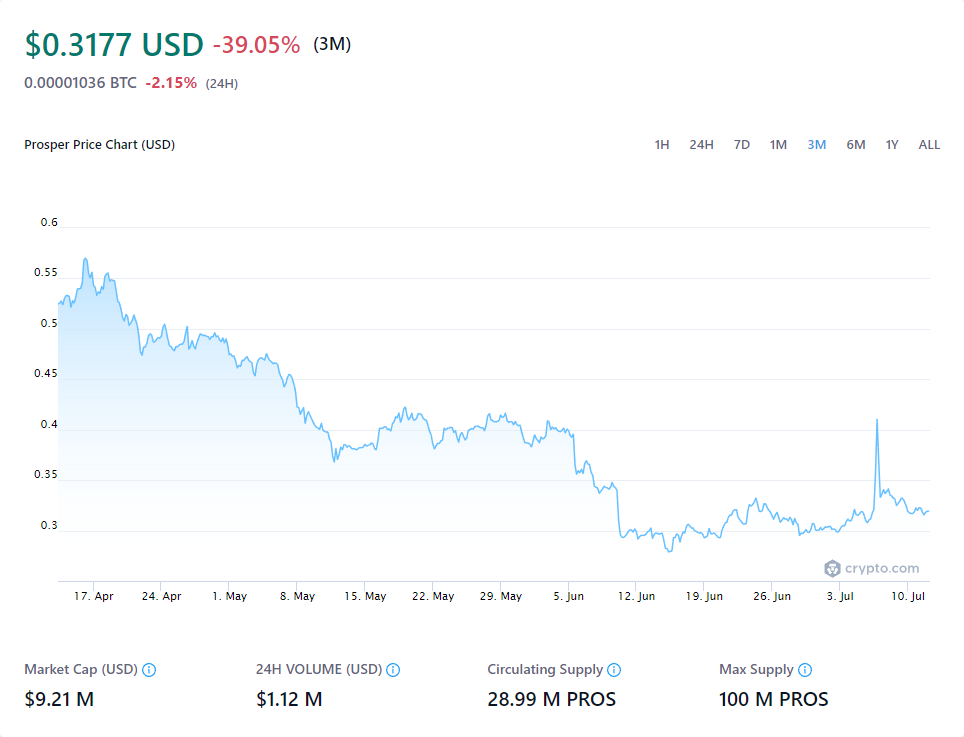 $0.3177 USD -39.05% (3M)
0.00001036 BTC -2.15% (24H)
Prosper Price Chart (USD) 1H 24H 7D 1M 3M 6M 1Y ALL
0.6
0.55
0.5
0.45
0.4
0.35
0.3
crypto.com
17. Apr 24. Apr 1. May 8. May 15. May 22. May 29. May 5. Jun 12. Jun 19. Jun 26. Jun 3. Jul 10. Jul
Market Cap (USD) 24H VOLUME (USD) Circulating Supply Max Supply
$9.21 M $1.12 M 28.99 M PROS 100 M PROS